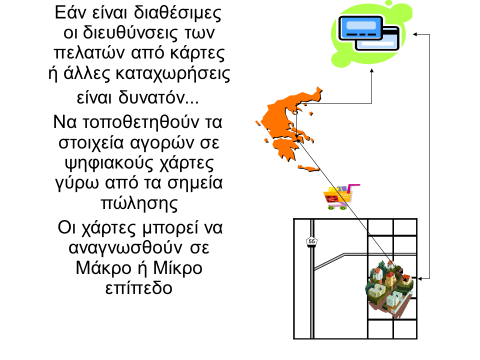 Εάν είναι διαθέσιμες
οι διευθύνσεις των
πελατών από κάρτες
ή άλλες καταχωρήσεις
είναι δυνατόν...
Να τοποθετηθούν τα
στοιχεία αγορών σε
ψηφιακούς χάρτες
γύρω από τα σημεία
πώλησης
Οι χάρτες μπορεί να
αναγνωσθούν σε
Μάκρο ή Μίκρο
επίπεδο
55